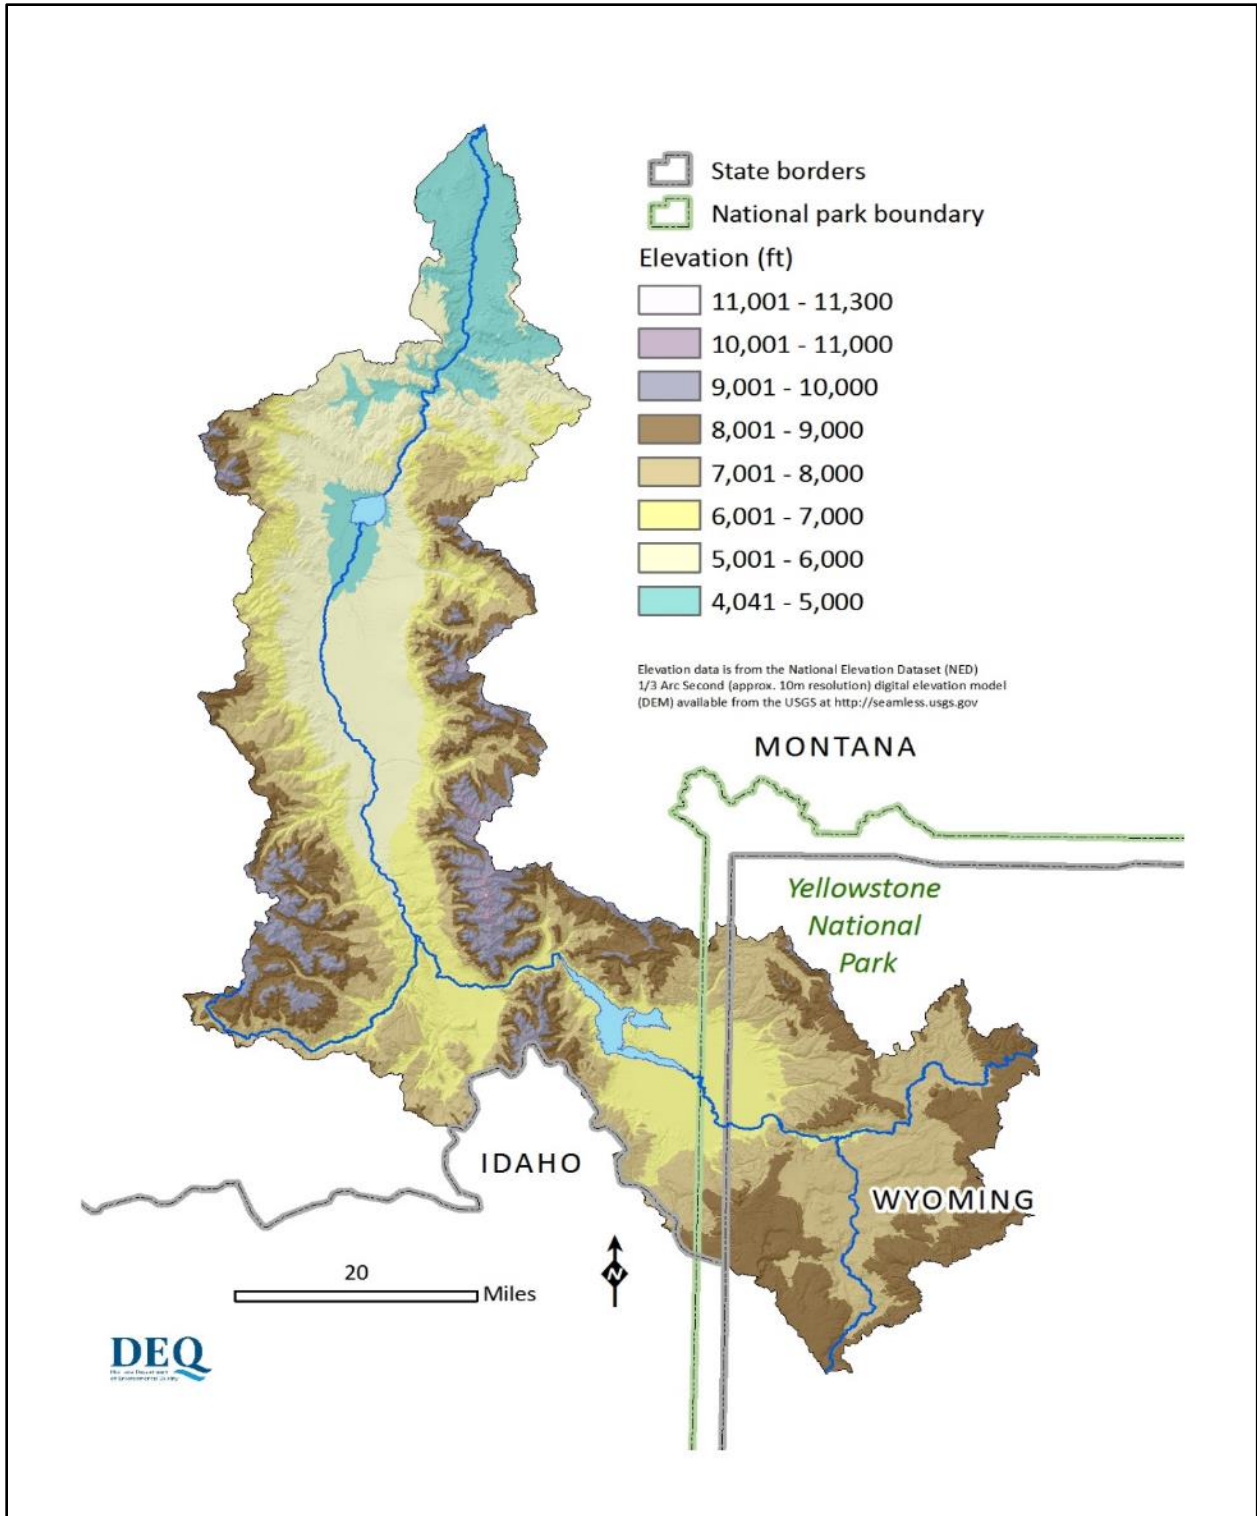 State borders
National park boundary
Elevation (ft)
11,001 - 11,300
10,001 - 11,000
9,001 - 10,000
8,001 - 9,000
7,001 - 8,000
6,001 - 7,000
5,001 - 6,000
4,041 - 5,000
Elevation data is from the National Elevation Dataset (NED)
1/3 Arc Second (approx. 10m resolution) digital elevation model
(DEM) available from the USGS at http://seamless.usgs.gov
MONTANA
Yellowstone
National
Park
IDAHO
WYOMING
N
20
Miles
DEQ